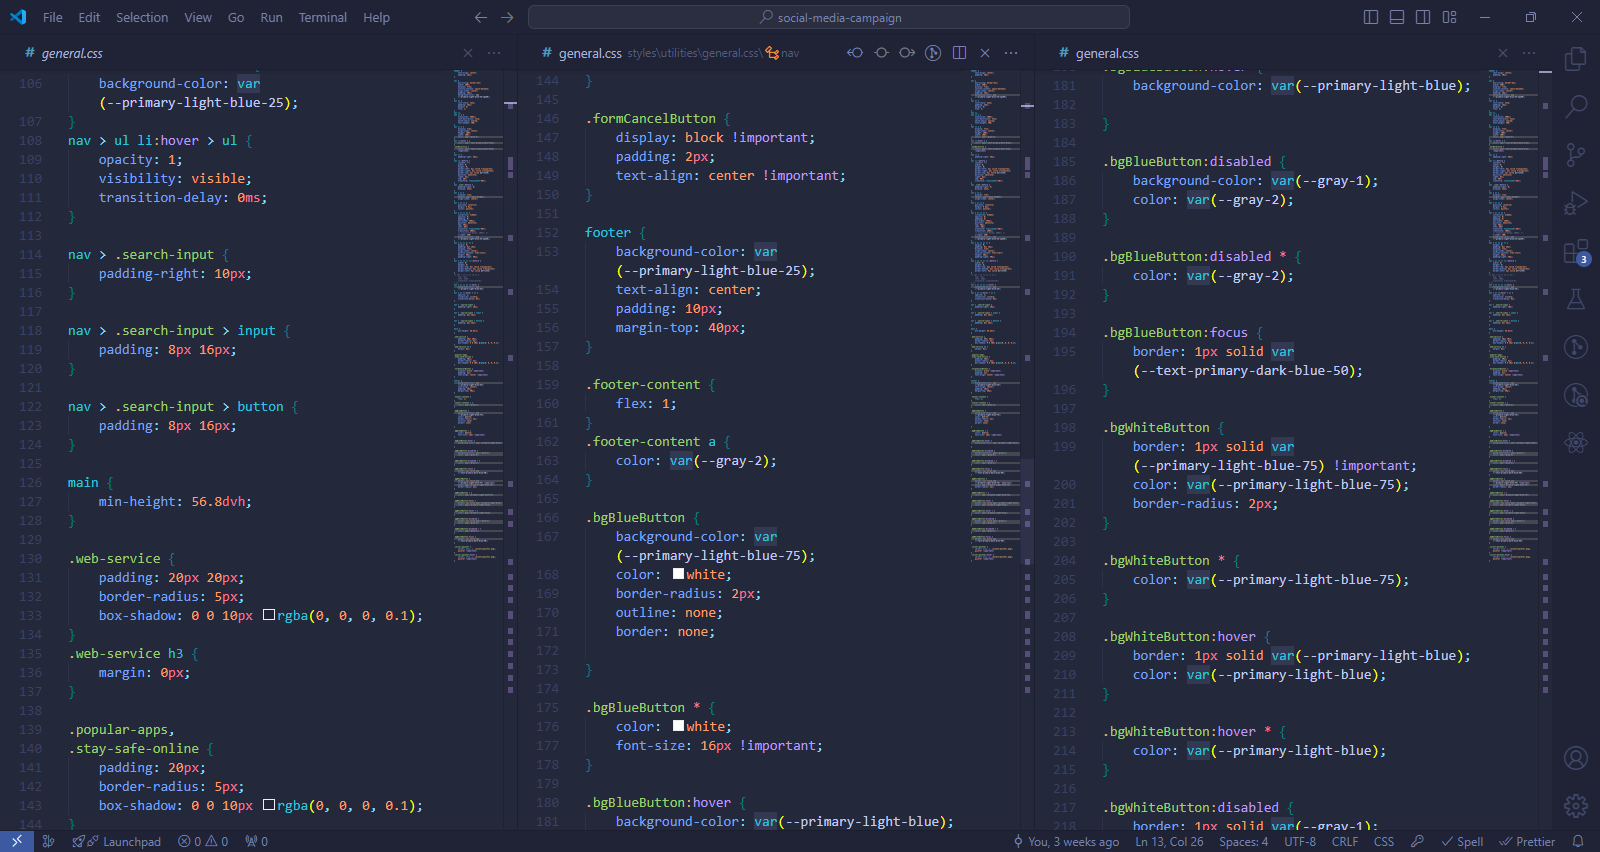 File Edit Selection View Go Run Terminal Help
social-media-campaign
# general.css
106 background-color: var
(--primary-light-blue-25);
107 }
108 nav > ul li:hover > ul {
109 opacity: 1;
110 visibility: visible;
111 transition-delay: 0ms;
112 }
113
114 nav > .search-input {
115 padding-right: 10px;
116 }
117
118 nav > .search-input > input {
119 padding: 8px 16px;
120 }
121
122 nav > .search-input > button {
123 padding: 8px 16px;
124 }
125
126 main {
127 min-height: 56.8dvh;
128 }
129
130 .web-service {
131 padding: 20px 20px;
132 border-radius: 5px;
133 box-shadow: 0 0 10px rgba(0, 0, 0, 0.1);
134 }
135 .web-service h3 {
136 margin: 0px;
137 }
138
139 .popular-apps,
140 .stay-safe-online {
141 padding: 20px;
142 border-radius: 5px;
143 box-shadow: 0 0 10px rgba(0, 0, 0, 0.1);
144 }
# general.css styles\utilities\general.css\ nav
144 }
145
146 .formCancelButton {
147 display: block !important;
148 padding: 2px;
149 text-align: center !important;
150 }
151
152 footer {
153 background-color: var
(--primary-light-blue-25);
154 text-align: center;
155 padding: 10px;
156 margin-top: 40px;
157 }
158
159 .footer-content {
160 flex: 1;
161 }
162 .footer-content a {
163 color: var(--gray-2);
164 }
165
166 .bgBlueButton {
167 background-color: var
(--primary-light-blue-75);
168 color: white;
169 border-radius: 2px;
170 outline: none;
171 border: none;
172
173 }
174
175 .bgBlueButton * {
176 color: white;
177 font-size: 16px !important;
178 }
179
180 .bgBlueButton:hover {
181 background-color: var(--primary-light-blue);
# general.css
180 .bgBlueButton:hover {
181 background-color: var(--primary-light-blue);
182
183 }
184
185 .bgBlueButton:disabled {
186 background-color: var(--gray-1);
187 color: var(--gray-2);
188 }
189
190 .bgBlueButton:disabled * {
191 color: var(--gray-2);
192 }
193
194 .bgBlueButton:focus {
195 border: 1px solid var
(--text-primary-dark-blue-50);
196 }
197
198 .bgWhiteButton {
199 border: 1px solid var
(--primary-light-blue-75) !important;
200 color: var(--primary-light-blue-75);
201 border-radius: 2px;
202 }
203
204 .bgWhiteButton * {
205 color: var(--primary-light-blue-75);
206 }
207
208 .bgWhiteButton:hover {
209 border: 1px solid var(--primary-light-blue);
210 color: var(--primary-light-blue);
211 }
212
213 .bgWhiteButton:hover * {
214 color: var(--primary-light-blue);
215 }
216
217 .bgWhiteButton:disabled {
218 border: 1px solid var(--gray-1);
3
Launchpad 0 0 0 You, 3 weeks ago Ln 13, Col 26 Spaces: 4 UTF-8 CRLF CSS Spell Prettier